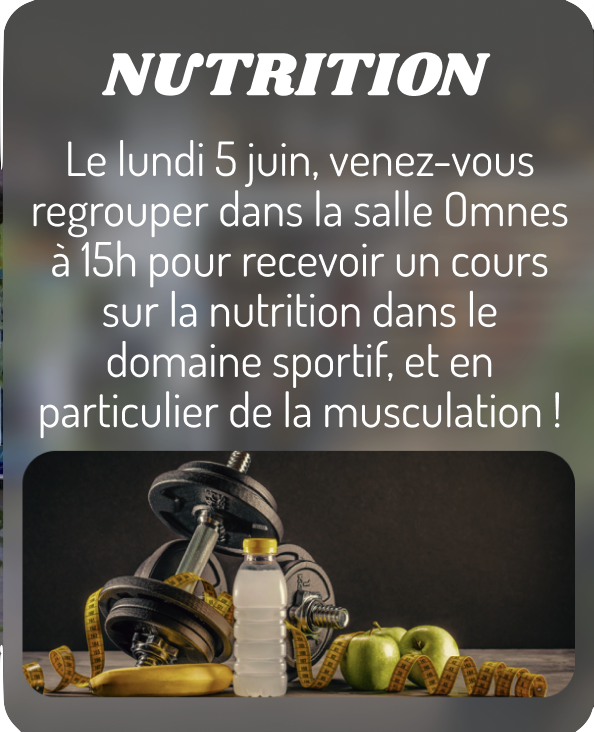 NUTRITION
Le lundi 5 juin, venez-vous
regrouper dans la salle Omnes
à 15h pour recevoir un cours
sur la nutrition dans le
domaine sportif, et en
particulier de la musculation !